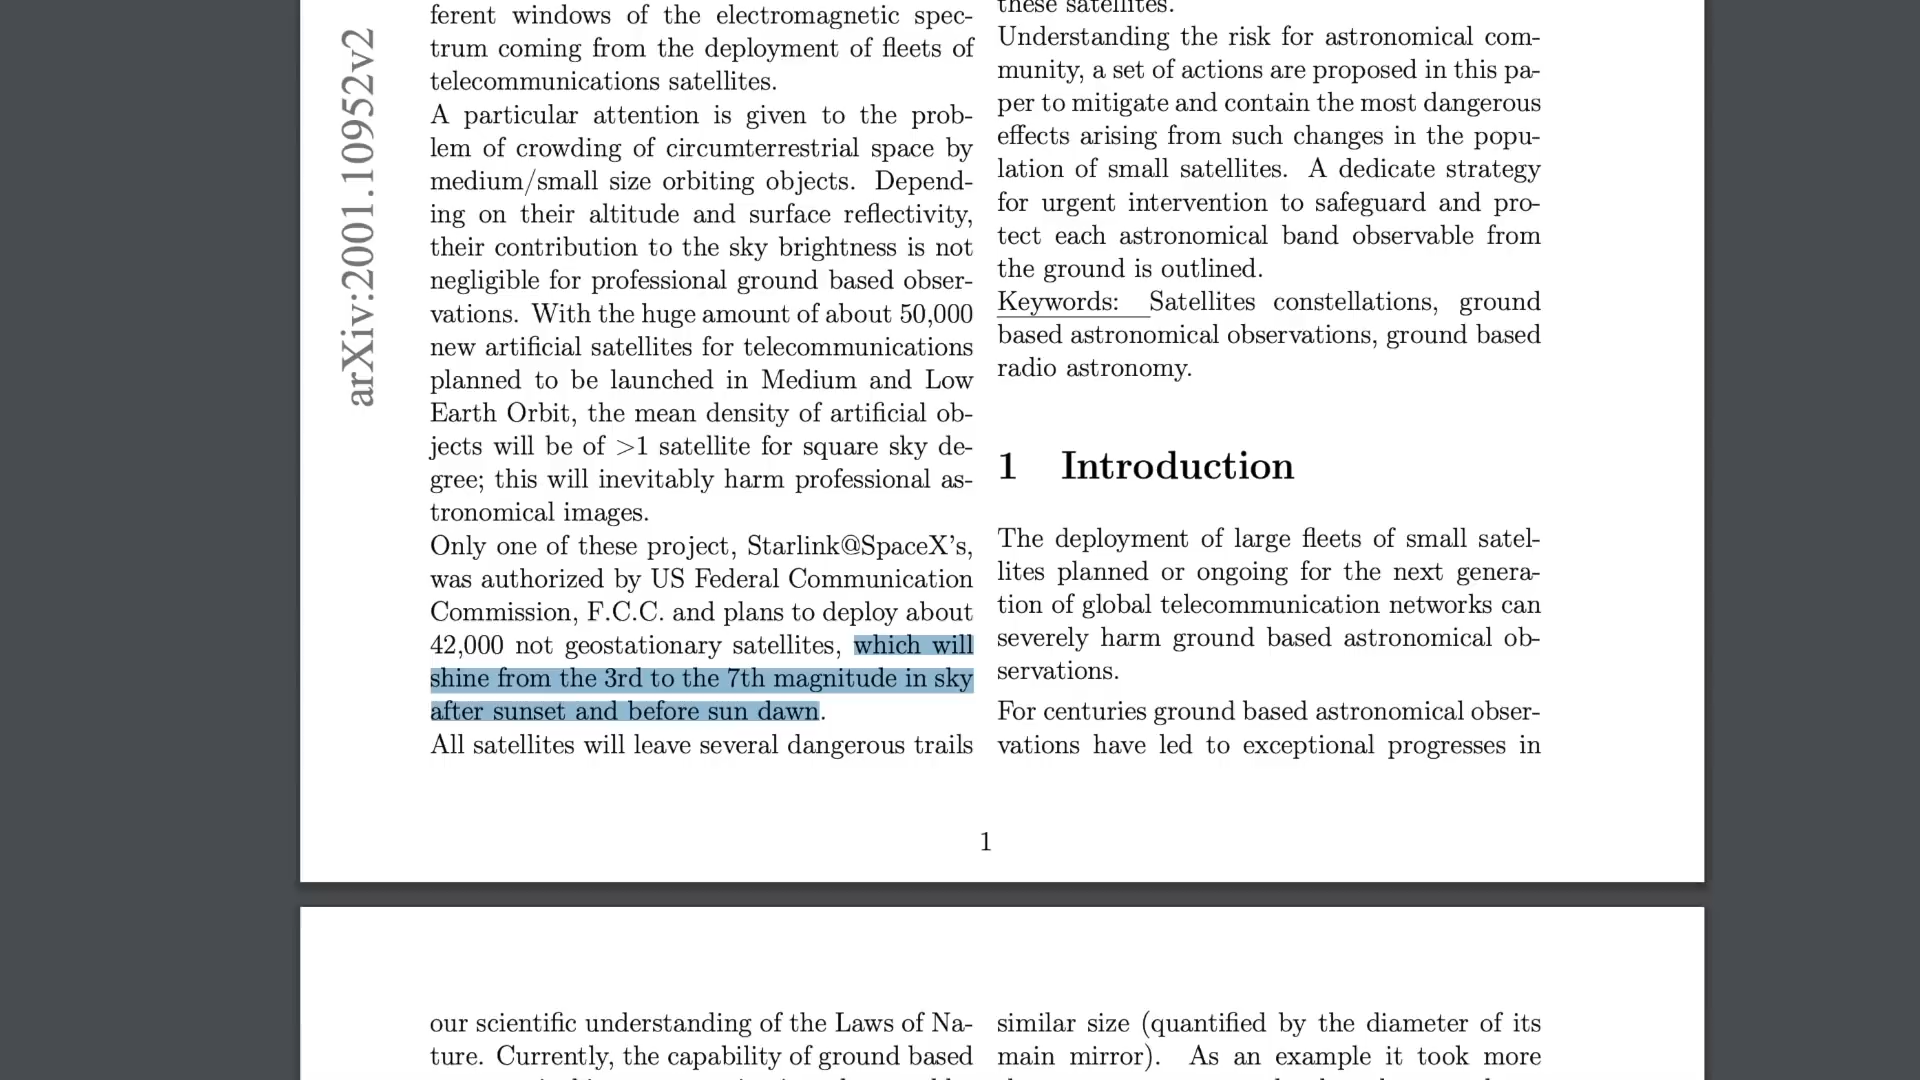 arXiv:2001.10952v2
ferent windows of the electromagnetic spec-
trum coming from the deployment of fleets of
telecommunications satellites.
A particular attention is given to the prob-
lem of crowding of circumterrestrial space by
medium/small size orbiting objects. Depend-
ing on their altitude and surface reflectivity,
their contribution to the sky brightness is not
negligible for professional ground based obser-
vations. With the huge amount of about 50,000
new artificial satellites for telecommunications
planned to be launched in Medium and Low
Earth Orbit, the mean density of artificial ob-
jects will be of >1 satellite for square sky de-
gree; this will inevitably harm professional as-
tronomical images.
Only one of these project, Starlink@SpaceX's,
was authorized by US Federal Communication
Commission, F.C.C. and plans to deploy about
42,000 not geostationary satellites, which will
shine from the 3rd to the 7th magnitude in sky
after sunset and before sun dawn.
All satellites will leave several dangerous trails
these satellites.
Understanding the risk for astronomical com-
munity, a set of actions are proposed in this pa-
per to mitigate and contain the most dangerous
effects arising from such changes in the popu-
lation of small satellites. A dedicate strategy
for urgent intervention to safeguard and pro-
tect each astronomical band observable from
the ground is outlined.
Keywords: Satellites constellations, ground
based astronomical observations, ground based
radio astronomy.
1 Introduction
The deployment of large fleets of small satel-
lites planned or ongoing for the next genera-
tion of global telecommunication networks can
severely harm ground based astronomical ob-
servations.
For centuries ground based astronomical obser-
vations have led to exceptional progresses in
1
our scientific understanding of the Laws of Na-
ture. Currently, the capability of ground based
similar size (quantified by the diameter of its
main mirror). As an example it took more